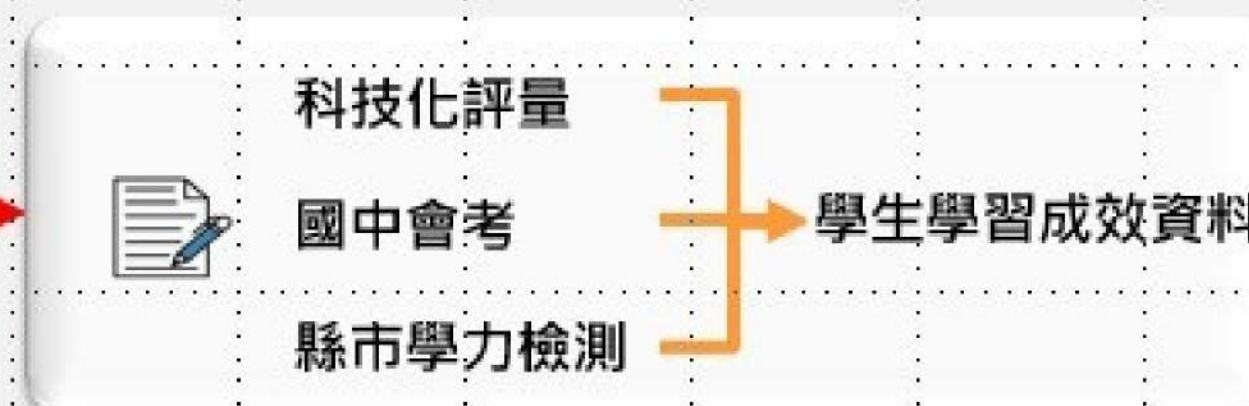 科技化評量
國中會考
學生學習成效資料
縣市學力檢測